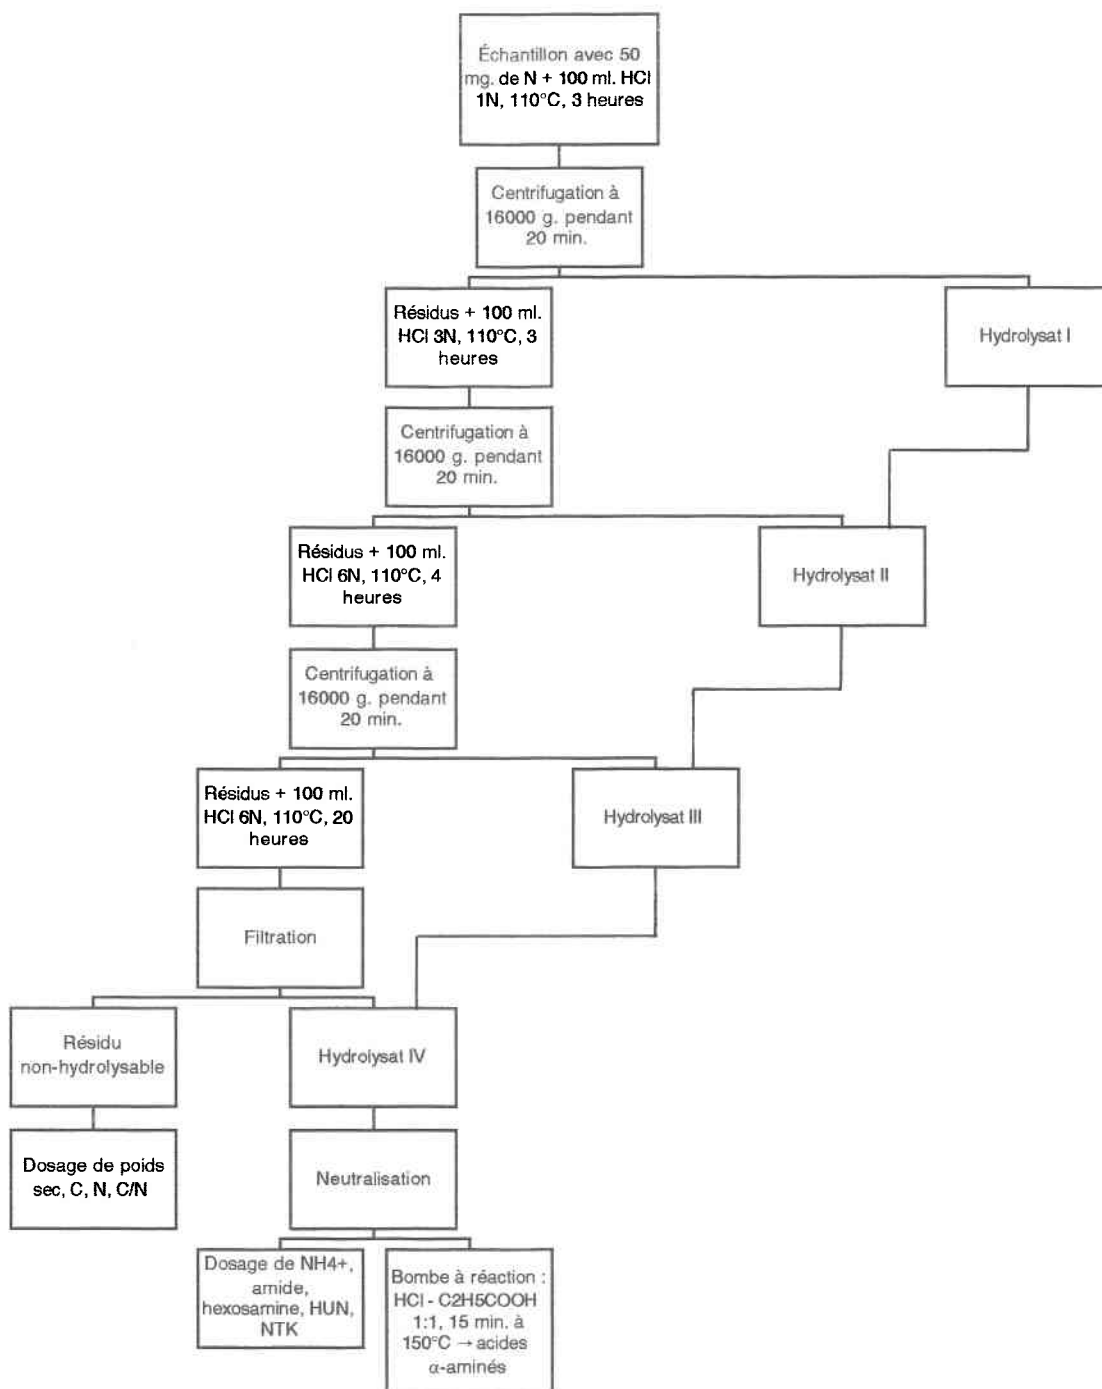 Échantillon avec 50
mg. de N + 100 ml. HCl
1N, 110°C, 3 heures
Centrifugation à
16000 g. pendant
20 min.
Résidus + 100 ml.
HCl 3N, 110°C, 3
heures
Hydrolysat I
Centrifugation à
16000 g. pendant
20 min.
Résidus + 100 ml.
HCl 6N, 110°C, 4
heures
Hydrolysat II
Centrifugation à
16000 g. pendant
20 min.
Résidus + 100 ml.
HCl 6N, 110°C, 20
heures
Hydrolysat III
Filtration
Résidu
non-hydrolysable
Hydrolysat IV
Dosage de poids
sec, C, N, C/N
Neutralisation
Dosage de NH4+,
amide,
hexosamine, HUN,
NTK
Bombe à réaction :
HCl - C2H5COOH
1:1, 15 min. à
150°C → acides
α-aminés